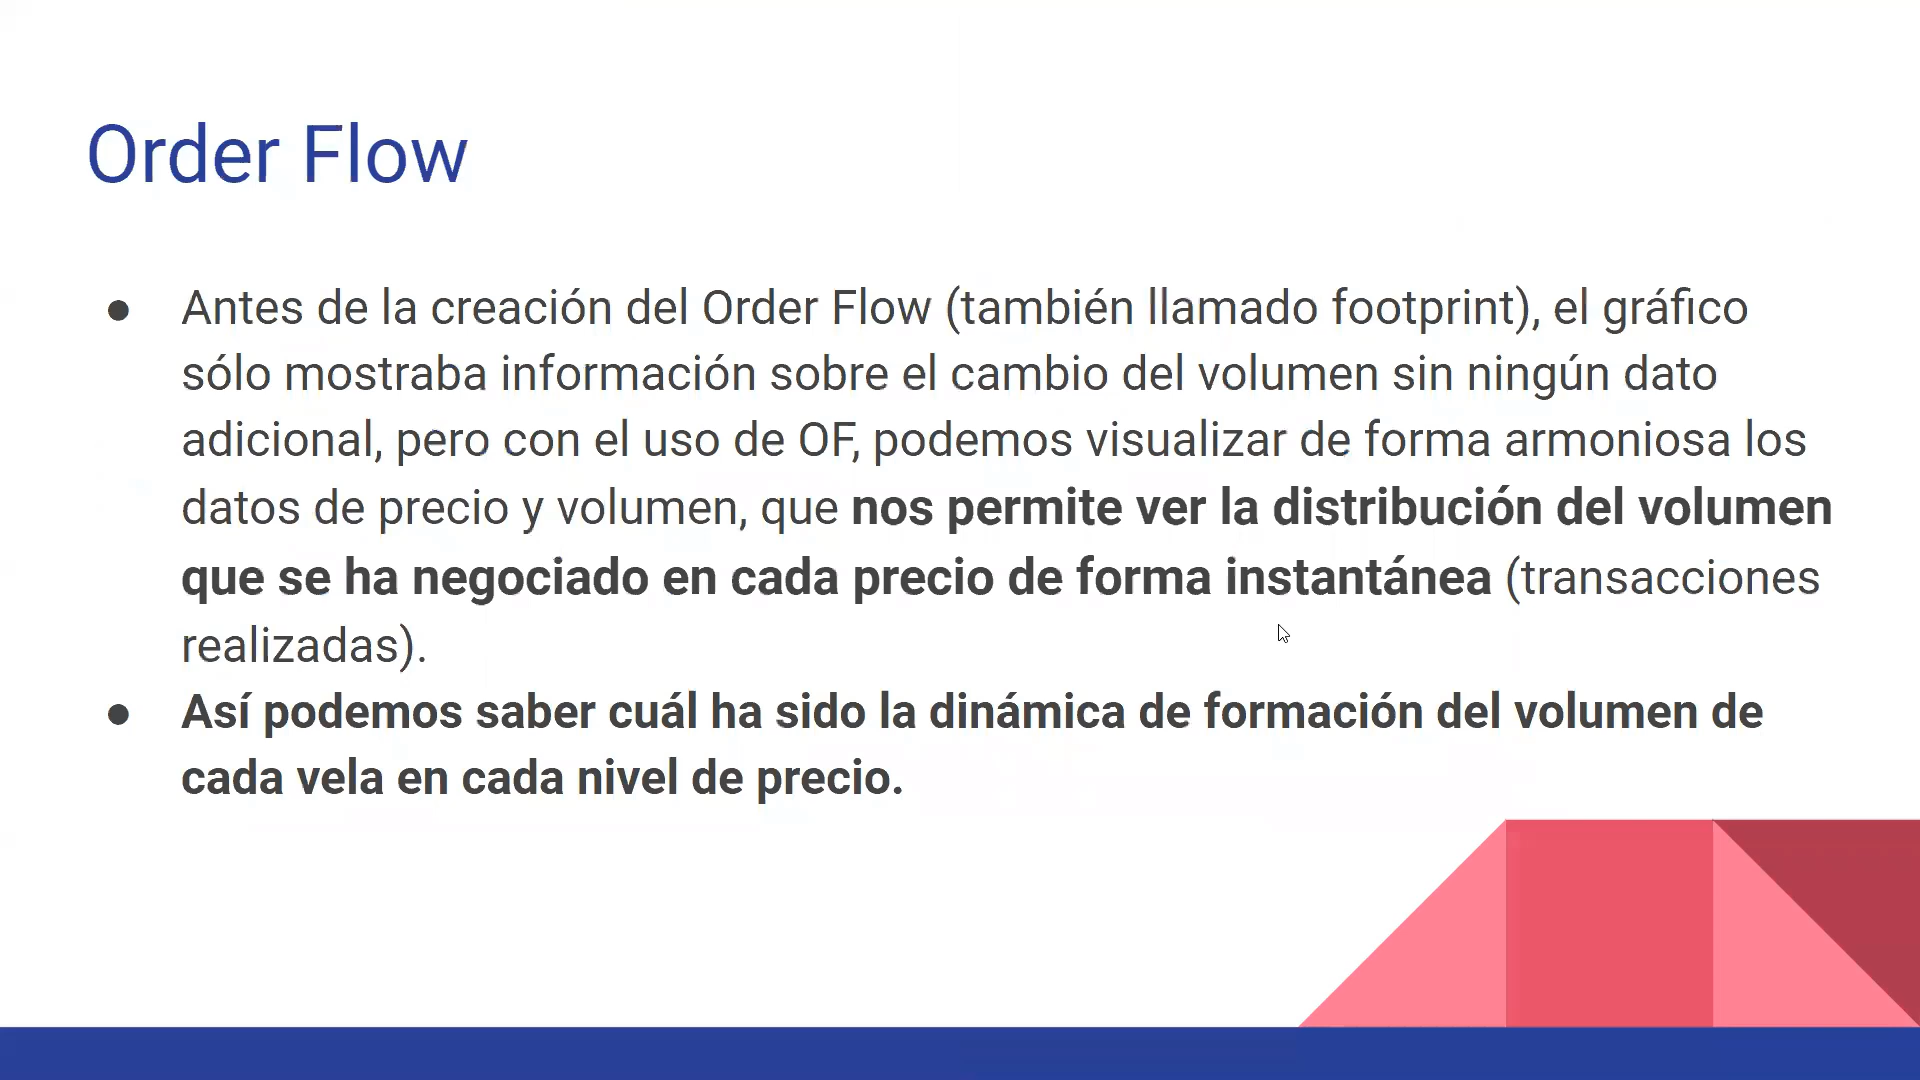 Order Flow
● Antes de la creación del Order Flow (también llamado footprint), el gráfico
sólo mostraba información sobre el cambio del volumen sin ningún dato
adicional, pero con el uso de OF, podemos visualizar de forma armoniosa los
datos de precio y volumen, que nos permite ver la distribución del volumen
que se ha negociado en cada precio de forma instantánea (transacciones
realizadas).
● Así podemos saber cuál ha sido la dinámica de formación del volumen de
cada vela en cada nivel de precio.